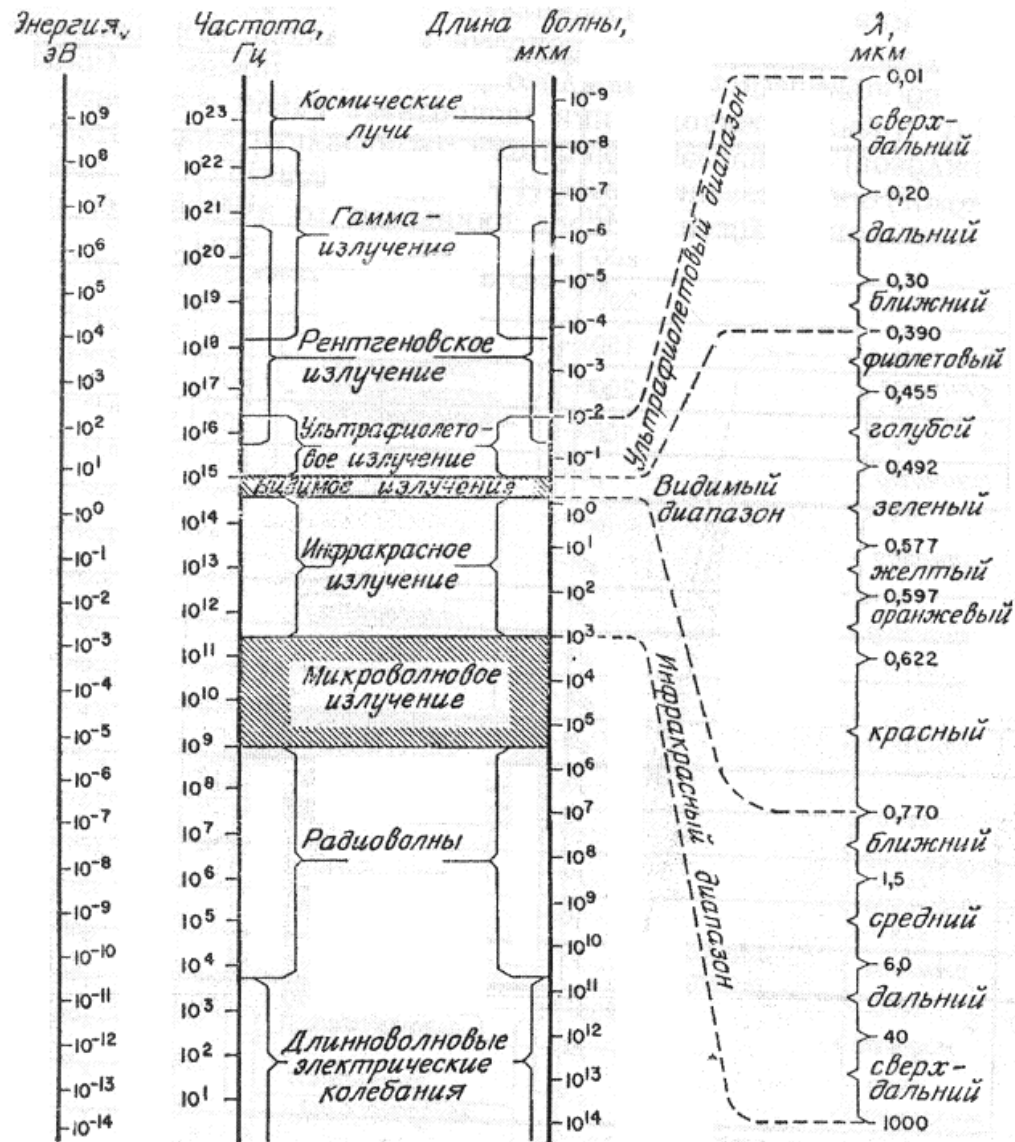 Энергия, эВ
Частота, Гц
Длина волны, мкм
λ, мкм
10⁹
10⁸
10⁷
10⁶
10⁵
10⁴
10³
10²
10¹
10⁰
10⁻¹
10⁻²
10⁻³
10⁻⁴
10⁻⁵
10⁻⁶
10⁻⁷
10⁻⁸
10⁻⁹
10⁻¹⁰
10⁻¹¹
10⁻¹²
10⁻¹³
10⁻¹⁴
10²³
10²²
10²¹
10²⁰
10¹⁹
10¹⁸
10¹⁷
10¹⁶
10¹⁵
10¹⁴
10¹³
10¹²
10¹¹
10¹⁰
10⁹
10⁸
10⁷
10⁶
10⁵
10⁴
10³
10²
10¹
Космические
лучи
Гамма-
излучение
Рентгеновское
излучение
Ультрафиолето-
вое излучение
Видимое излучение
Инфракрасное
излучение
Микроволновое
излучение
Радиоволны
Длинноволновые
электрические
колебания
10⁻⁹
10⁻⁸
10⁻⁷
10⁻⁶
10⁻⁵
10⁻⁴
10⁻³
10⁻²
10⁻¹
10⁰
10¹
10²
10³
10⁴
10⁵
10⁶
10⁷
10⁸
10⁹
10¹⁰
10¹¹
10¹²
10¹³
10¹⁴
Ультрафиолетовый диапазон
Видимый
диапазон
Инфракрасный диапазон
0,01
сверх-
дальний
0,20
дальний
0,30
ближний
0,390
фиолетовый
0,455
голубой
0,492
зеленый
0,577
желтый
0,597
оранжевый
0,622
красный
0,770
ближний
1,5
средний
6,0
дальний
40
сверх-
дальний
1000